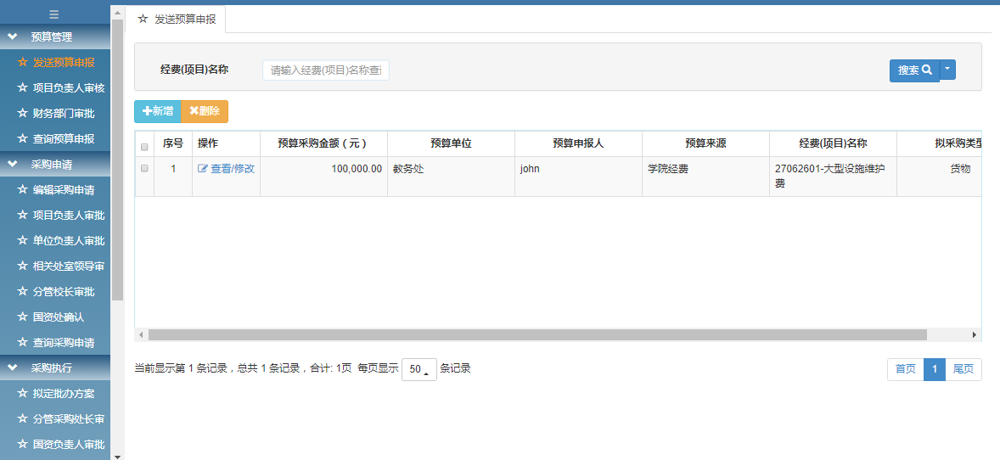 预算管理
发送预算申报
项目负责人审核
财务部门审批
查询预算申报
采购申请
编辑采购申请
项目负责人审批
单位负责人审批
相关处室领导审
分管校长审批
国资处确认
查询采购申请
采购执行
拟定批办方案
分管采购处长审
国资负责人审批
发送预算申报
经费(项目)名称 请输入经费(项目)名称查询 搜索
新增 删除
序号 操作 预算采购金额（元） 预算单位 预算申报人 预算来源 经费(项目)名称 拟采购类型
1 查看/修改 100,000.00 教务处 john 学院经费 27062601-大型设施维护 货物
费
当前显示第 1 条记录，总共 1 条记录，合计: 1页 每页显示 50 条记录 首页 1 尾页